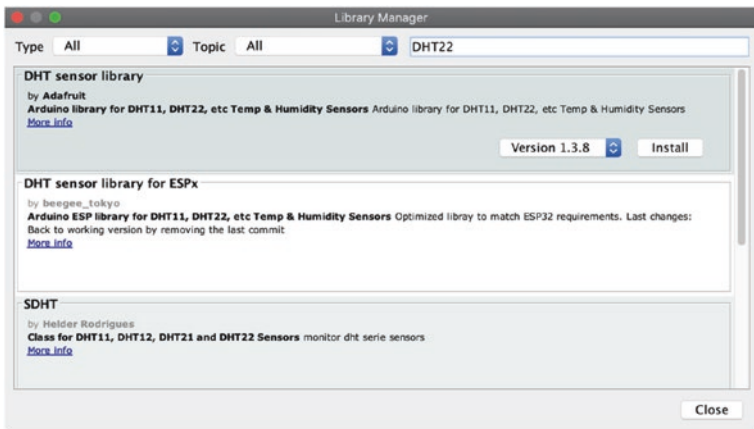 Library Manager
Type All Topic All DHT22
DHT sensor library
by Adafruit
Arduino library for DHT11, DHT22, etc Temp & Humidity Sensors Arduino library for DHT11, DHT22, etc Temp & Humidity Sensors
More info
Version 1.3.8 Install
DHT sensor library for ESPx
by beegee_tokyo
Arduino ESP library for DHT11, DHT22, etc Temp & Humidity Sensors Optimized libray to match ESP32 requirements. Last changes:
Back to working version by removing the last commit
More info
SDHT
by Helder Rodrigues
Class for DHT11, DHT12, DHT21 and DHT22 Sensors monitor dht serie sensors
More info
Close